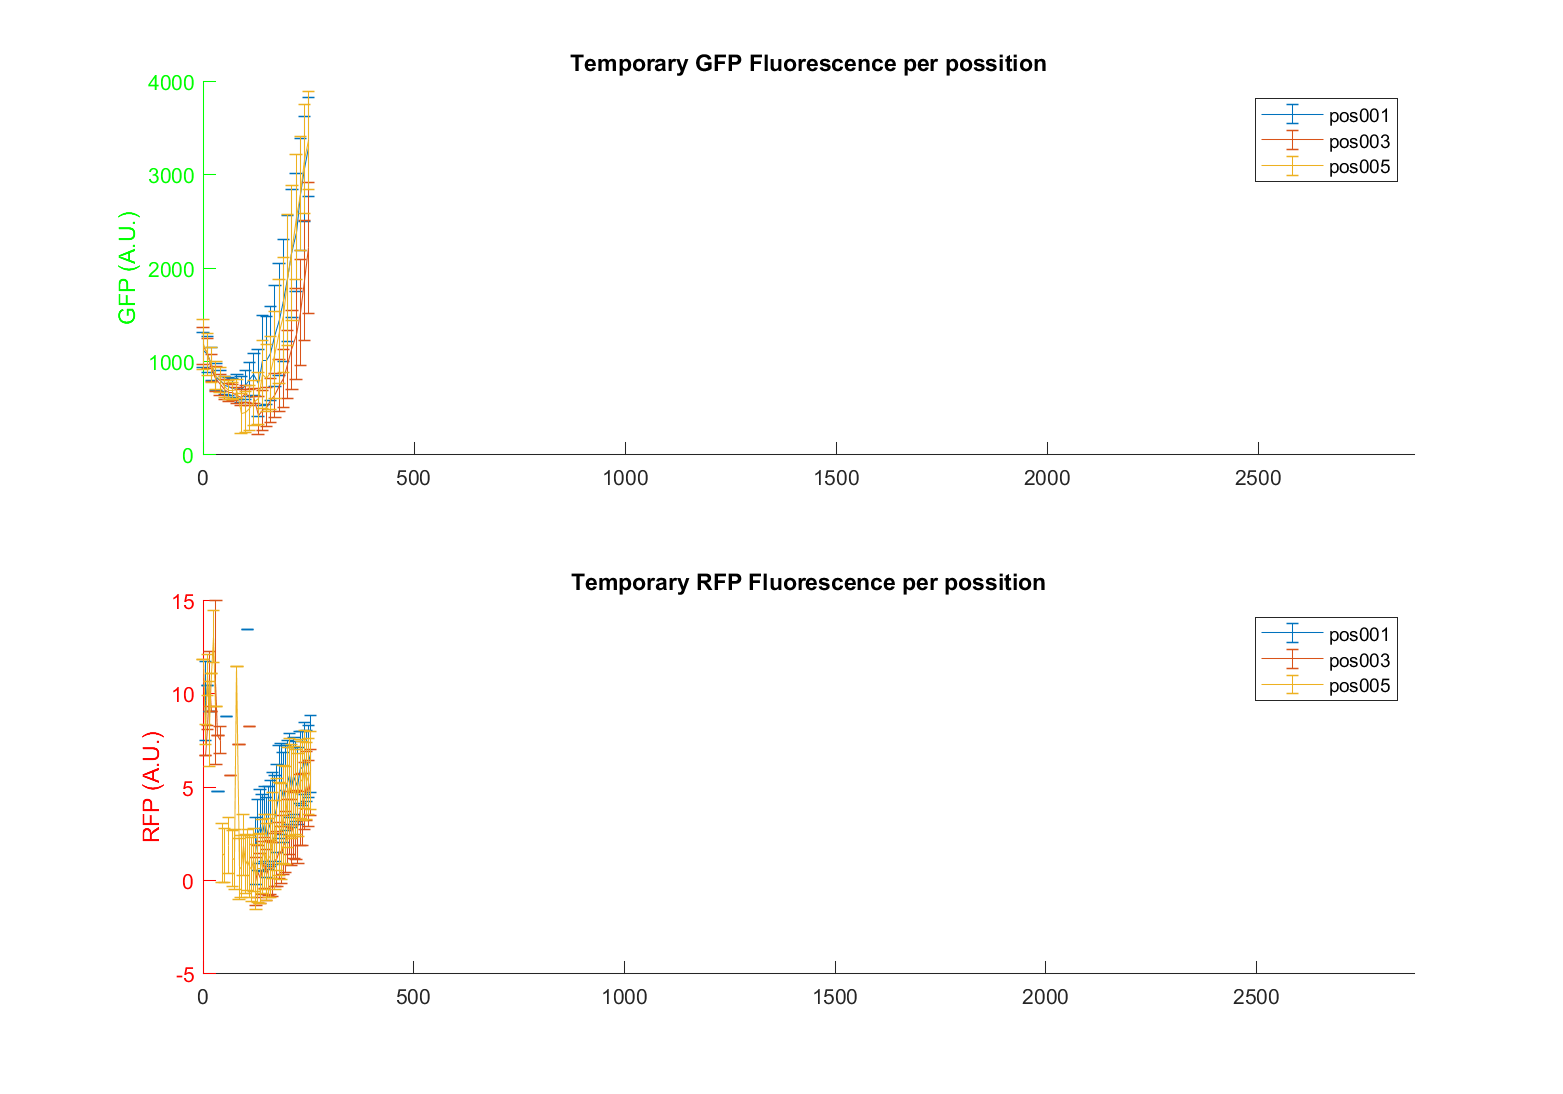 Temporary GFP Fluorescence per possition
GFP (A.U.)
4000
3000
2000
1000
0
0 500 1000 1500 2000 2500
pos001
pos003
pos005
Temporary RFP Fluorescence per possition
RFP (A.U.)
15
10
5
0
-5
0 500 1000 1500 2000 2500
pos001
pos003
pos005